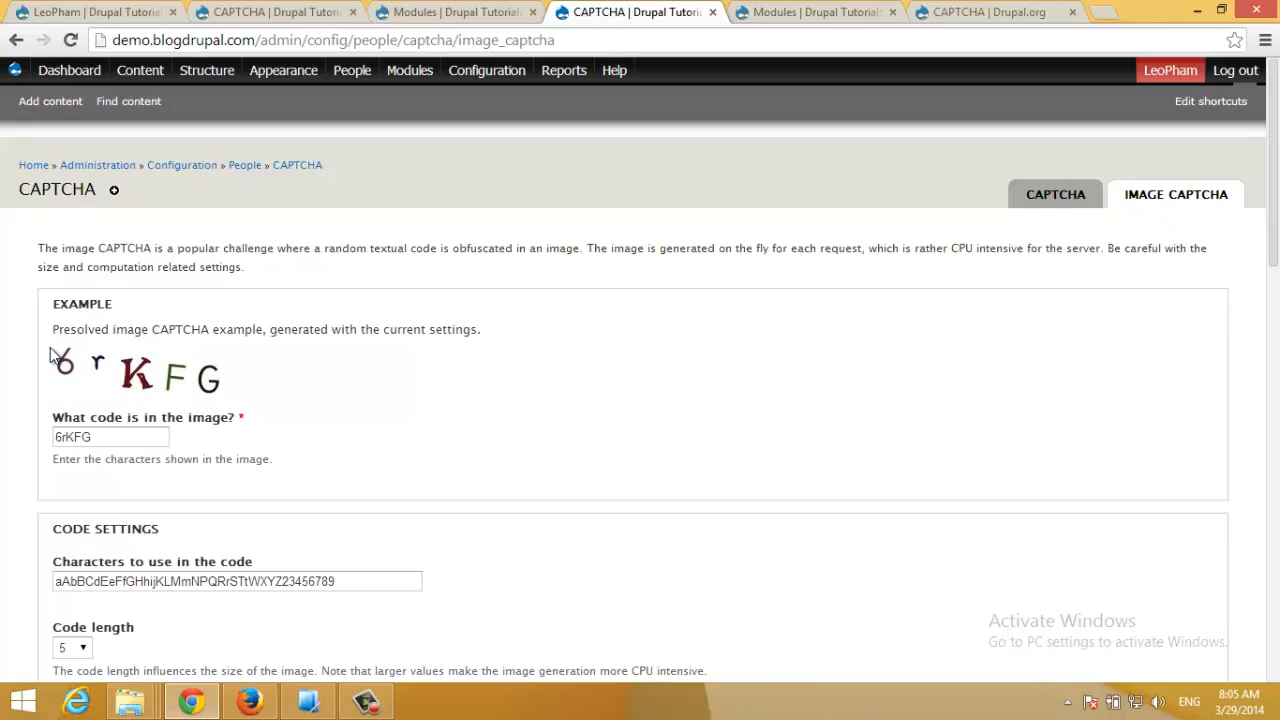 LeoPham | Drupal Tutoria
CAPTCHA | Drupal Tutori
Modules | Drupal Tutorial
CAPTCHA | Drupal Tutoria
Modules | Drupal Tutorial
CAPTCHA | Drupal.org
demo.blogdrupal.com/admin/config/people/captcha/image_captcha
Dashboard Content Structure Appearance People Modules Configuration Reports Help LeoPham Log out
Add content Find content Edit shortcuts
Home » Administration » Configuration » People » CAPTCHA
CAPTCHA
CAPTCHA IMAGE CAPTCHA
The image CAPTCHA is a popular challenge where a random textual code is obfuscated in an image. The image is generated on the fly for each request, which is rather CPU intensive for the server. Be careful with the
size and computation related settings.
EXAMPLE
Presolved image CAPTCHA example, generated with the current settings.
6 r K F G
What code is in the image? *
6rKFG
Enter the characters shown in the image.
CODE SETTINGS
Characters to use in the code
aAbBCdEeFfGHhijKLMmNPQRrSTtWXYZ23456789
Code length
5
The code length influences the size of the image. Note that larger values make the image generation more CPU intensive.
Activate Windows
Go to PC settings to activate Windows.
ENG
8:05 AM
3/29/2014